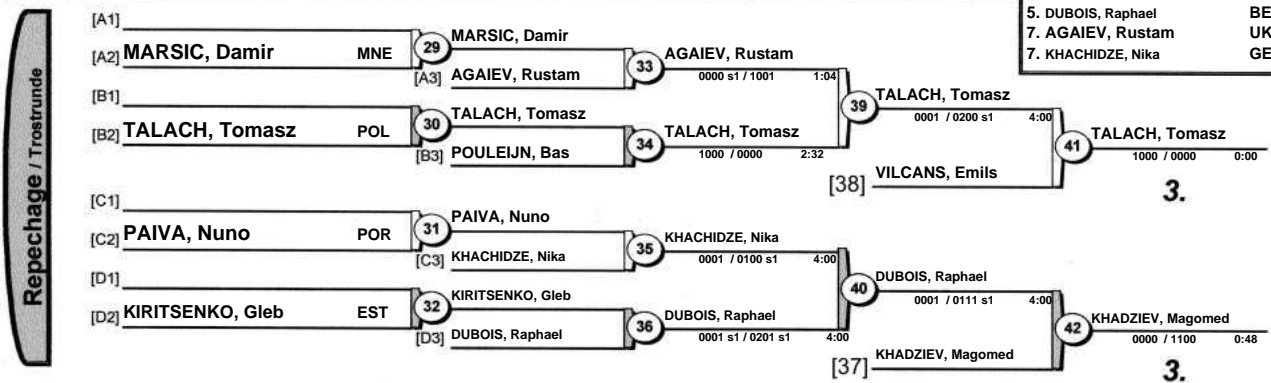 5. DUBOIS, Raphael BE
7. AGAIEV, Rustam UK
7. KHACHIDZE, Nika GE
Repechage / Trostrunde
[A1]
[A2] MARSIC, Damir MNE
29
MARSIC, Damir
[A3] AGAIEV, Rustam
33
AGAIEV, Rustam
0000 s1 / 1001 1:04
[B1]
[B2] TALACH, Tomasz POL
30
TALACH, Tomasz
[B3] POULEIJN, Bas
34
TALACH, Tomasz
1000 / 0000 2:32
39
TALACH, Tomasz
0001 / 0200 s1 4:00
[38] VILCANS, Emils
41
TALACH, Tomasz
1000 / 0000 0:00
3.
[C1]
[C2] PAIVA, Nuno POR
31
PAIVA, Nuno
[C3] KHACHIDZE, Nika
35
KHACHIDZE, Nika
0001 / 0100 s1 4:00
[D1]
[D2] KIRITSENKO, Gleb EST
32
KIRITSENKO, Gleb
[D3] DUBOIS, Raphael
36
DUBOIS, Raphael
0001 s1 / 0201 s1 4:00
40
DUBOIS, Raphael
0001 / 0111 s1 4:00
[37] KHADZIEV, Magomed
42
KHADZIEV, Magomed
0000 / 1100 0:48
3.